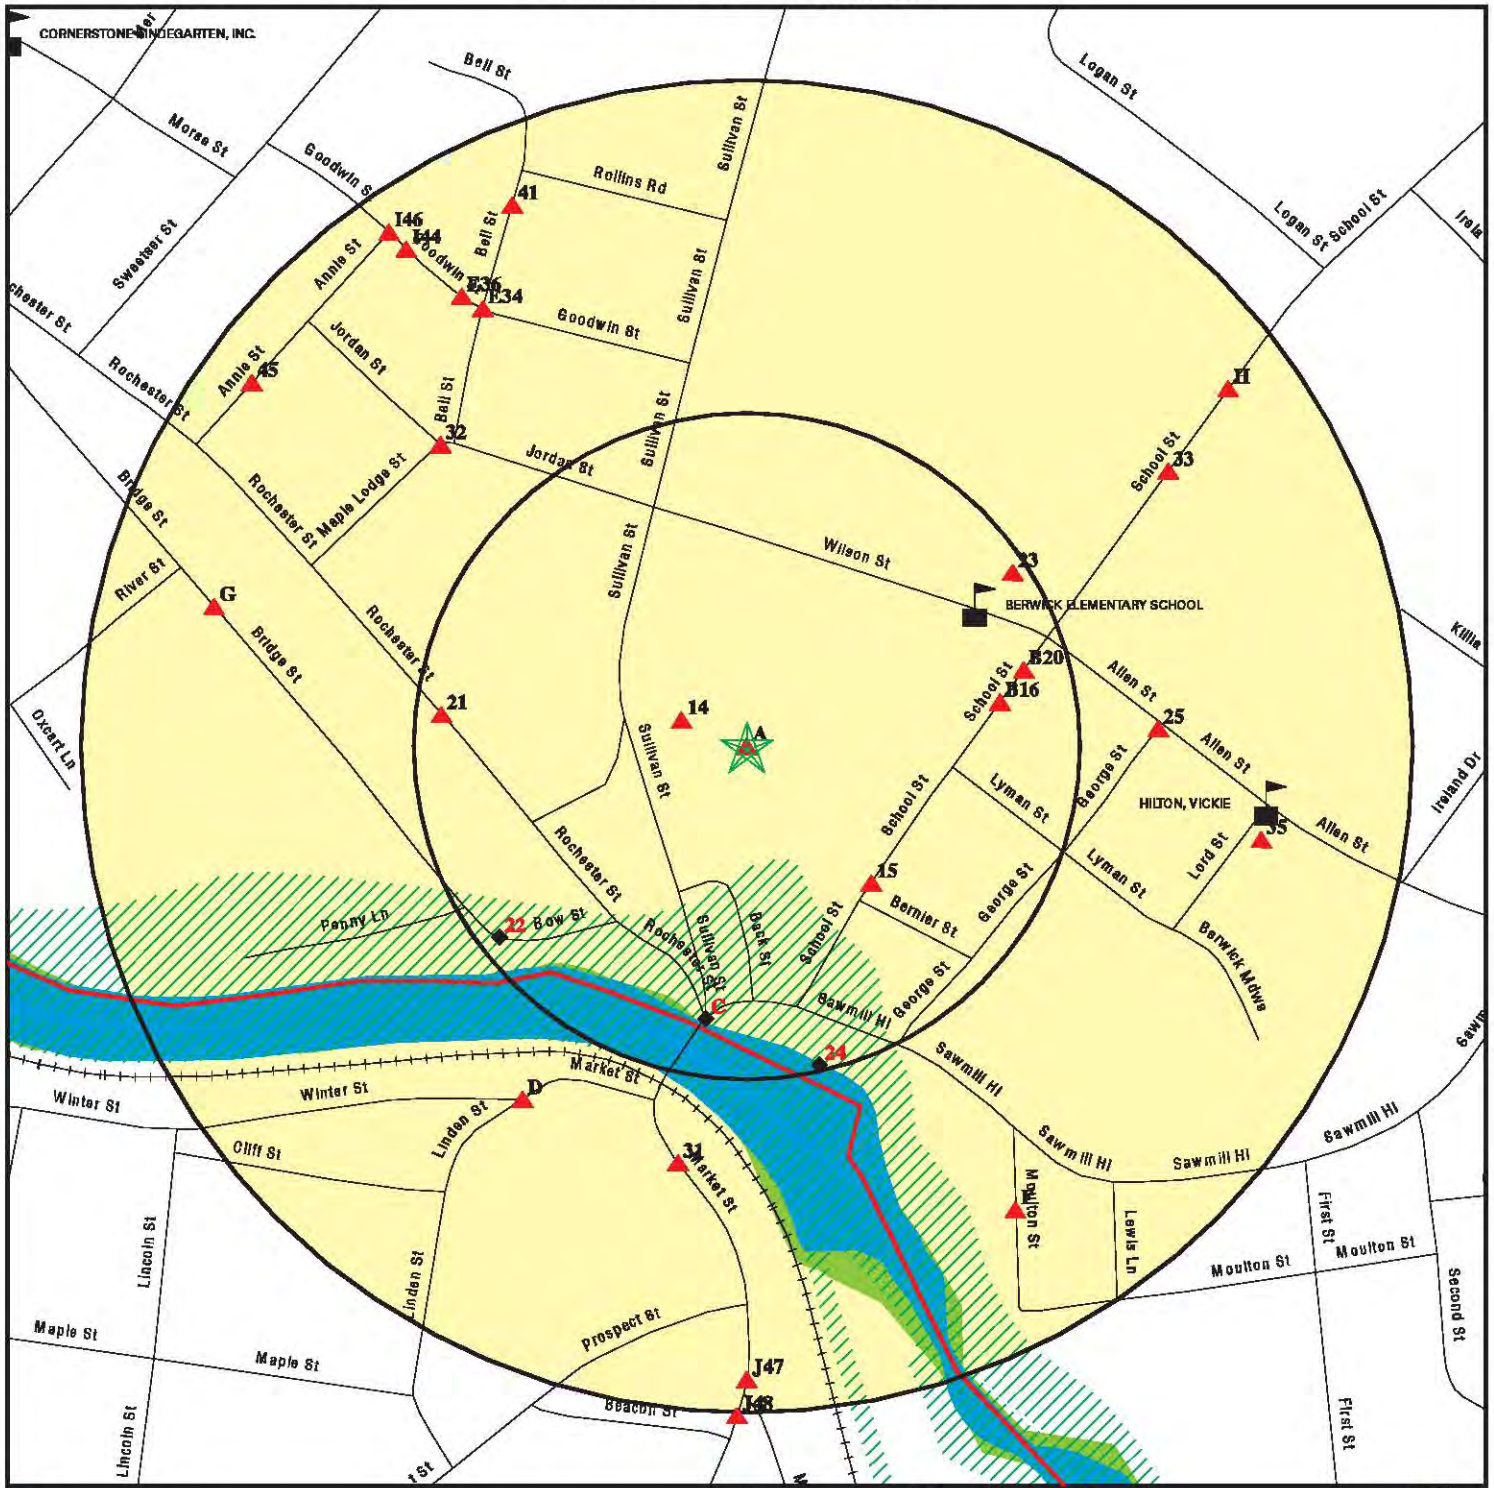 CORNERSTONE KINDEGARTEN, INC.
Bell St
Logan St
Morse St
Goodwin S
Sullivan St
Rollins Rd
41
Bell St
School St
Logan St
Irela
Sweetser St
I46
I44
Goodwin
Annie St
E36
E34
Sullivan St
Goodwin St
chester St
Jordan St
Rochester St
Annie St
45
Bell St
H
32
Sullivan St
Jordan St
School St
33
Bridge St
Rochester St
Maple Lodge St
Sullivan St
Wilson St
23
River St
G
BERWICK ELEMENTARY SCHOOL
Killie
Bridge St
Rochester St
B20
Allen St
School St
B16
21
14
A
25
Oxcart Ln
Sullivan St
Allen St
George St
Lyman St
HILTON, VICKIE
Ireland Dr
School St
35
Allen St
Rochester St
15
Lyman St
Lord St
George St
Bernier St
Penny Ln
22
Bow St
Rochester St
Sullivan St
Back St
School St
Berwick Mdws
George St
C
Sawmill Hl
24
Sawm
Market St
Sawmill Hl
Winter St
Winter St
D
Linden St
Sawmill Hl
Sawmill Hl
Sawmill Hl
Cliff St
31
Market St
Moulton St
Lewis Ln
First St
Lincoln St
Linden St
Moulton St
Moulton St
Second St
Maple St
Prospect St
Maple St
J47
J48
Beacon St
Lincoln St
First St
t St
M